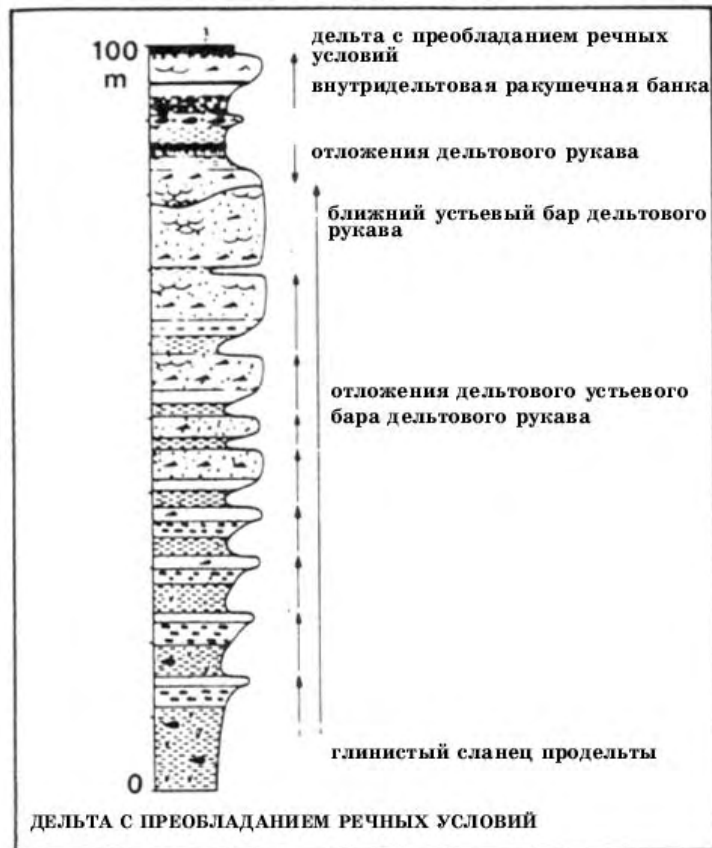 100
m
дельта с преобладанием речных
условий
внутридельтовая ракушечная банка
отложения дельтового рукава
ближний устьевый бар дельтового
рукава
отложения дельтового устьевого
бара дельтового рукава
глинистый сланец продельты
0
ДЕЛЬТА С ПРЕОБЛАДАНИЕМ РЕЧНЫХ УСЛОВИЙ